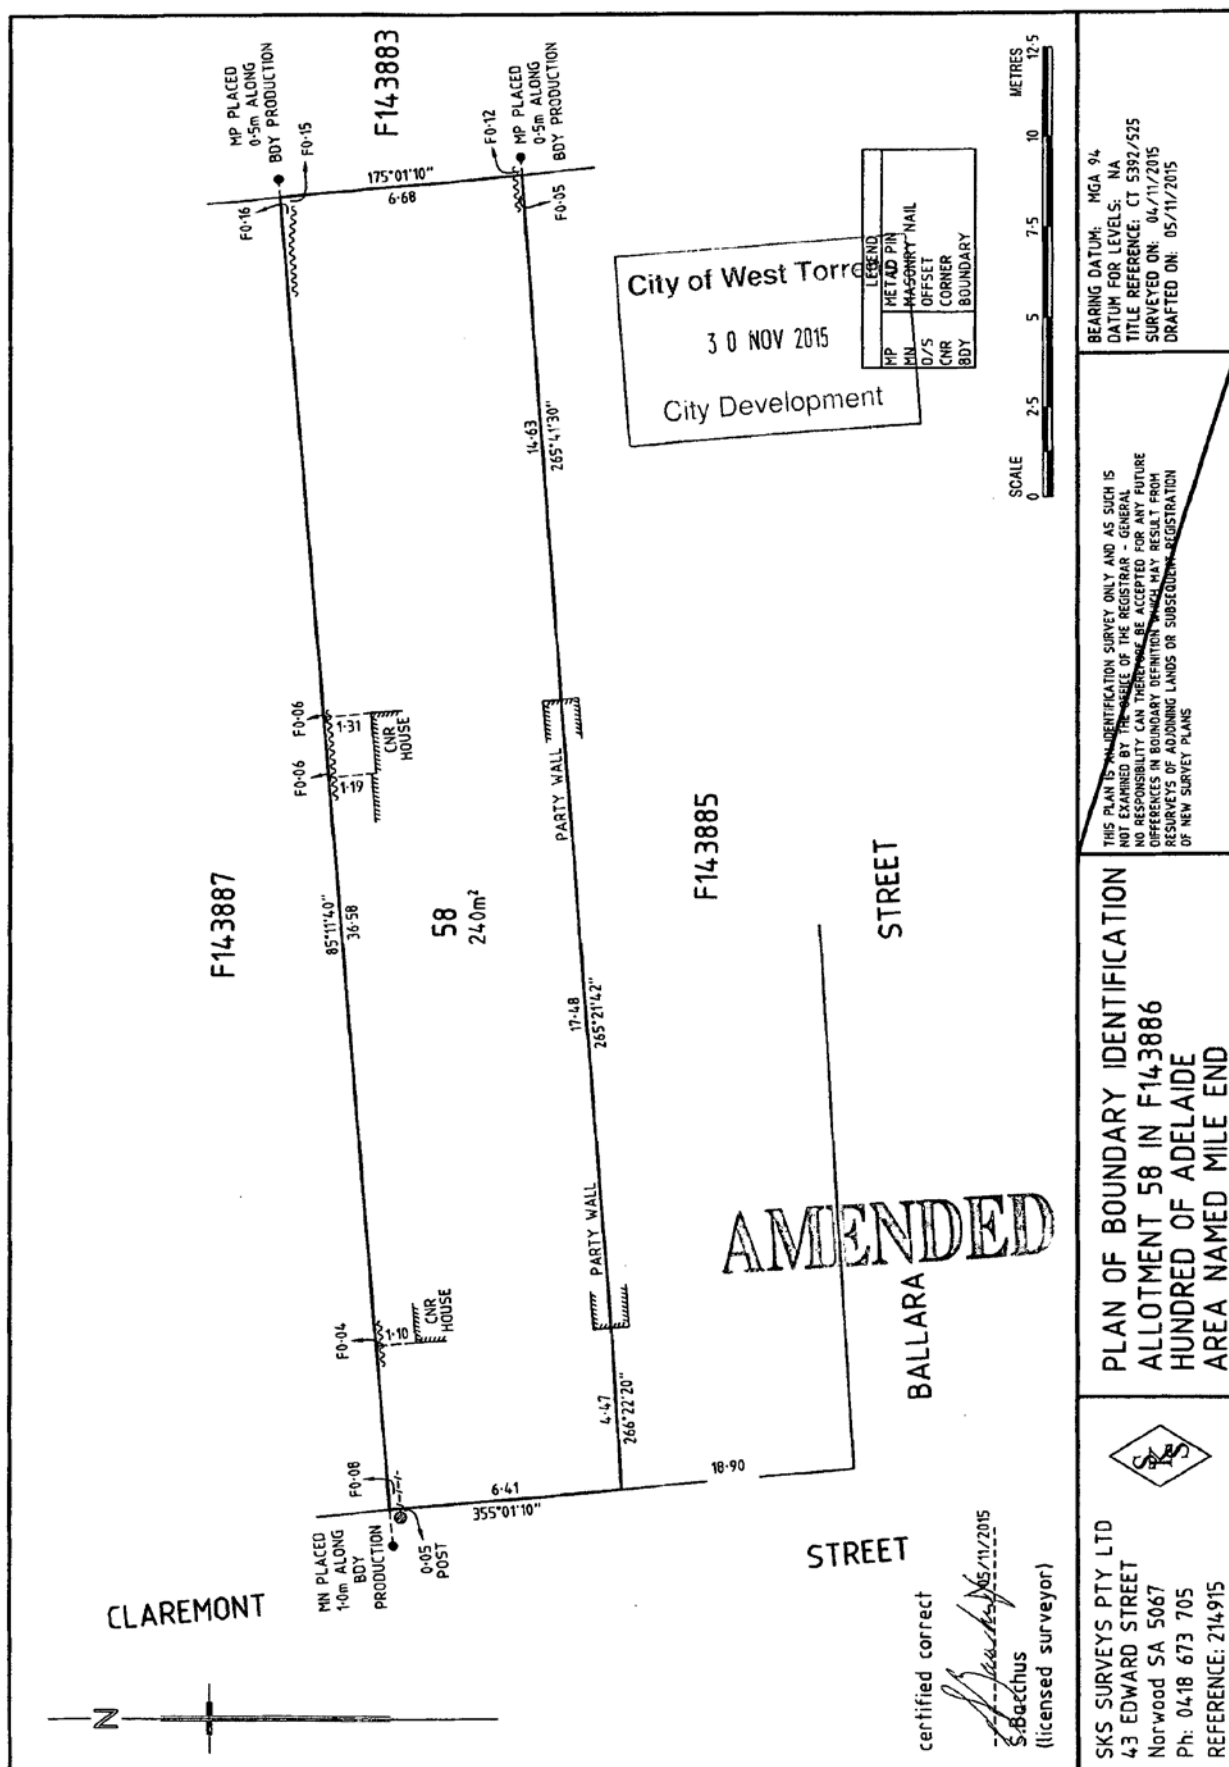 CLAREMONT
STREET
BALLARA
STREET
F143887
F143883
F143885
58
240m²
MN PLACED
1·0m ALONG
BDY
PRODUCTION
F0·08
0·05
POST
6·41
355°01'10"
18·90
F0·04
1·10
CNR
HOUSE
85°11'40"
36·58
F0·06
F0·06
1·19
1·31
CNR
HOUSE
F0·16
F0·15
MP PLACED
0·5m ALONG
BDY PRODUCTION
175°01'10"
6·68
F0·12
F0·05
MP PLACED
0·5m ALONG
BDY PRODUCTION
14·63
265°41'30"
PARTY WALL
17·48
265°21'42"
PARTY WALL
4·47
266°22'20"
N
City of West Torre
3 0 NOV 2015
City Development
LEGEND
MP METAL PIN
MN MASONRY NAIL
O/S OFFSET
CNR CORNER
BDY BOUNDARY
AMENDED
SCALE METRES
0 2·5 5 7·5 10 12·5
certified correct
05/11/2015
S.Bacchus
(licensed surveyor)
SKS SURVEYS PTY LTD
43 EDWARD STREET
Norwood SA 5067
Ph: 0418 673 705
REFERENCE: 214915
SKS
PLAN OF BOUNDARY IDENTIFICATION
ALLOTMENT 58 IN F143886
HUNDRED OF ADELAIDE
AREA NAMED MILE END
THIS PLAN IS AN IDENTIFICATION SURVEY ONLY AND AS SUCH IS
NOT EXAMINED BY THE OFFICE OF THE REGISTRAR - GENERAL
NO RESPONSIBILITY CAN THEREFORE BE ACCEPTED FOR ANY FUTURE
DIFFERENCES IN BOUNDARY DEFINITION WHICH MAY RESULT FROM
RESURVEYS OF ADJOINING LANDS OR SUBSEQUENT REGISTRATION
OF NEW SURVEY PLANS
BEARING DATUM: MGA 94
DATUM FOR LEVELS: NA
TITLE REFERENCE: CT 5392/525
SURVEYED ON: 04/11/2015
DRAFTED ON: 05/11/2015